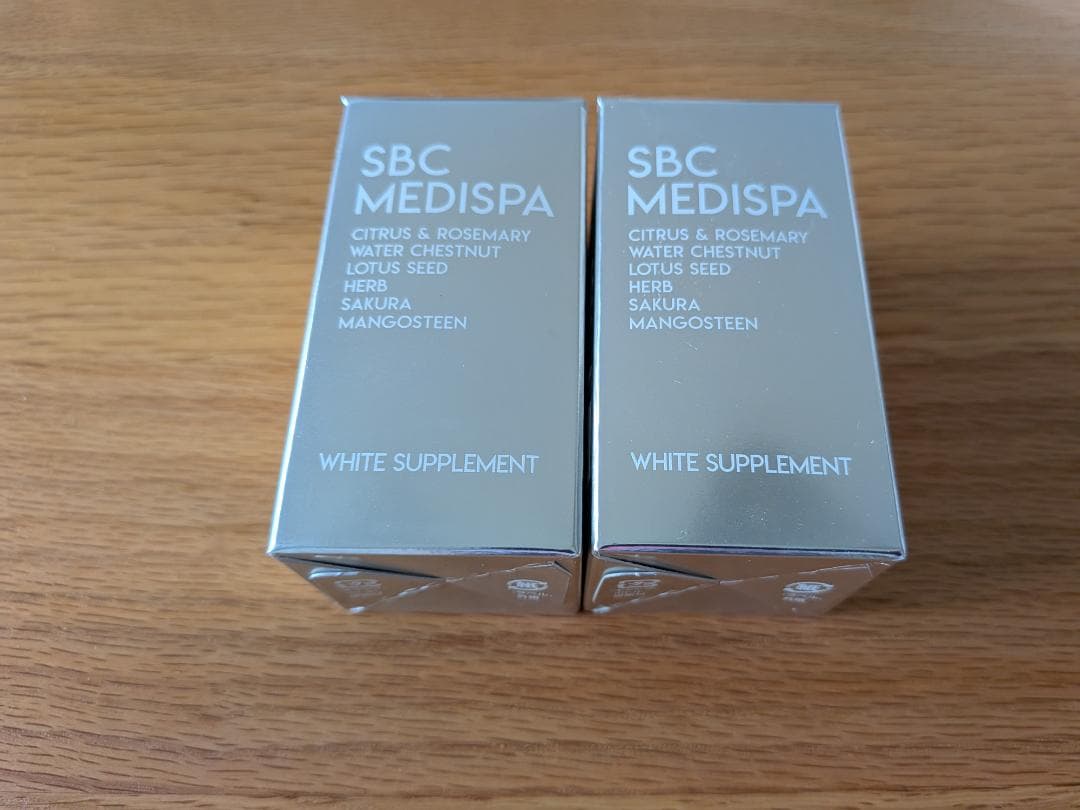 SBC
MEDISPA
CITRUS & ROSEMARY
WATER CHESTNUT
LOTUS SEED
HERB
SAKURA
MANGOSTEEN
WHITE SUPPLEMENT
SBC
MEDISPA
CITRUS & ROSEMARY
WATER CHESTNUT
LOTUS SEED
HERB
SAKURA
MANGOSTEEN
WHITE SUPPLEMENT